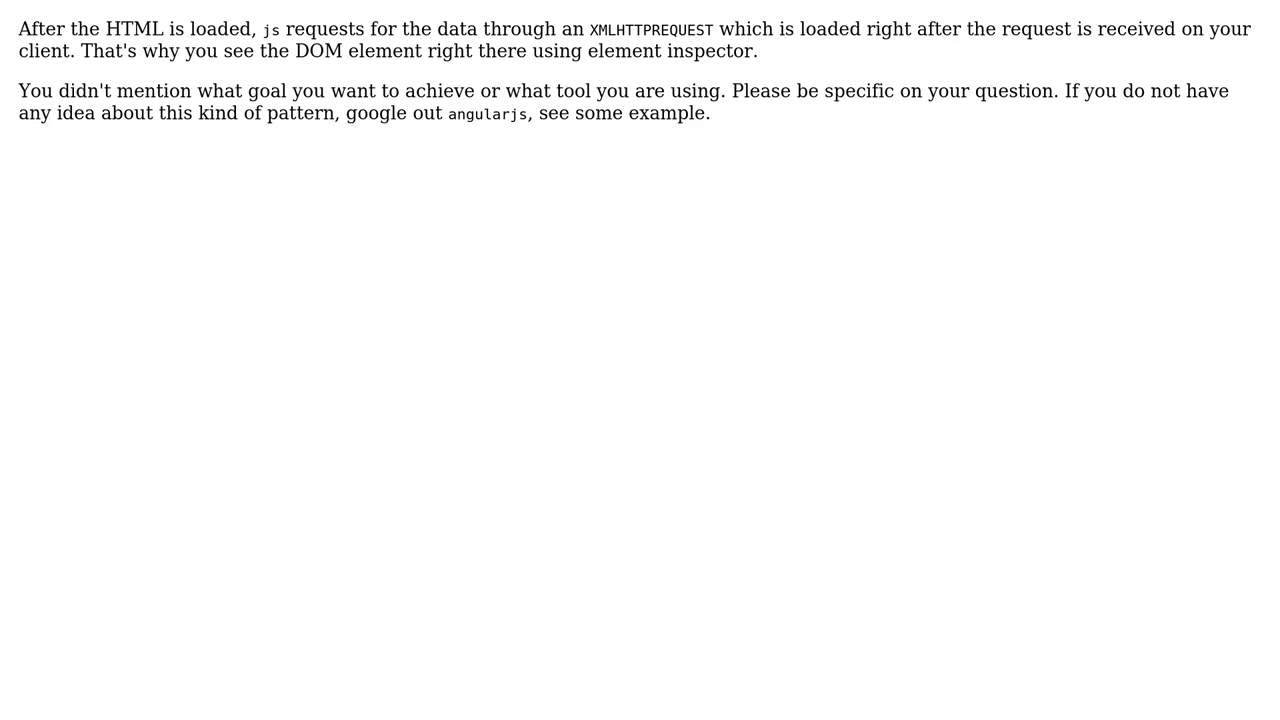 After the HTML is loaded, js requests for the data through an XMLHTTPREQUEST which is loaded right after the request is received on your
client. That's why you see the DOM element right there using element inspector.
You didn't mention what goal you want to achieve or what tool you are using. Please be specific on your question. If you do not have
any idea about this kind of pattern, google out angularjs, see some example.